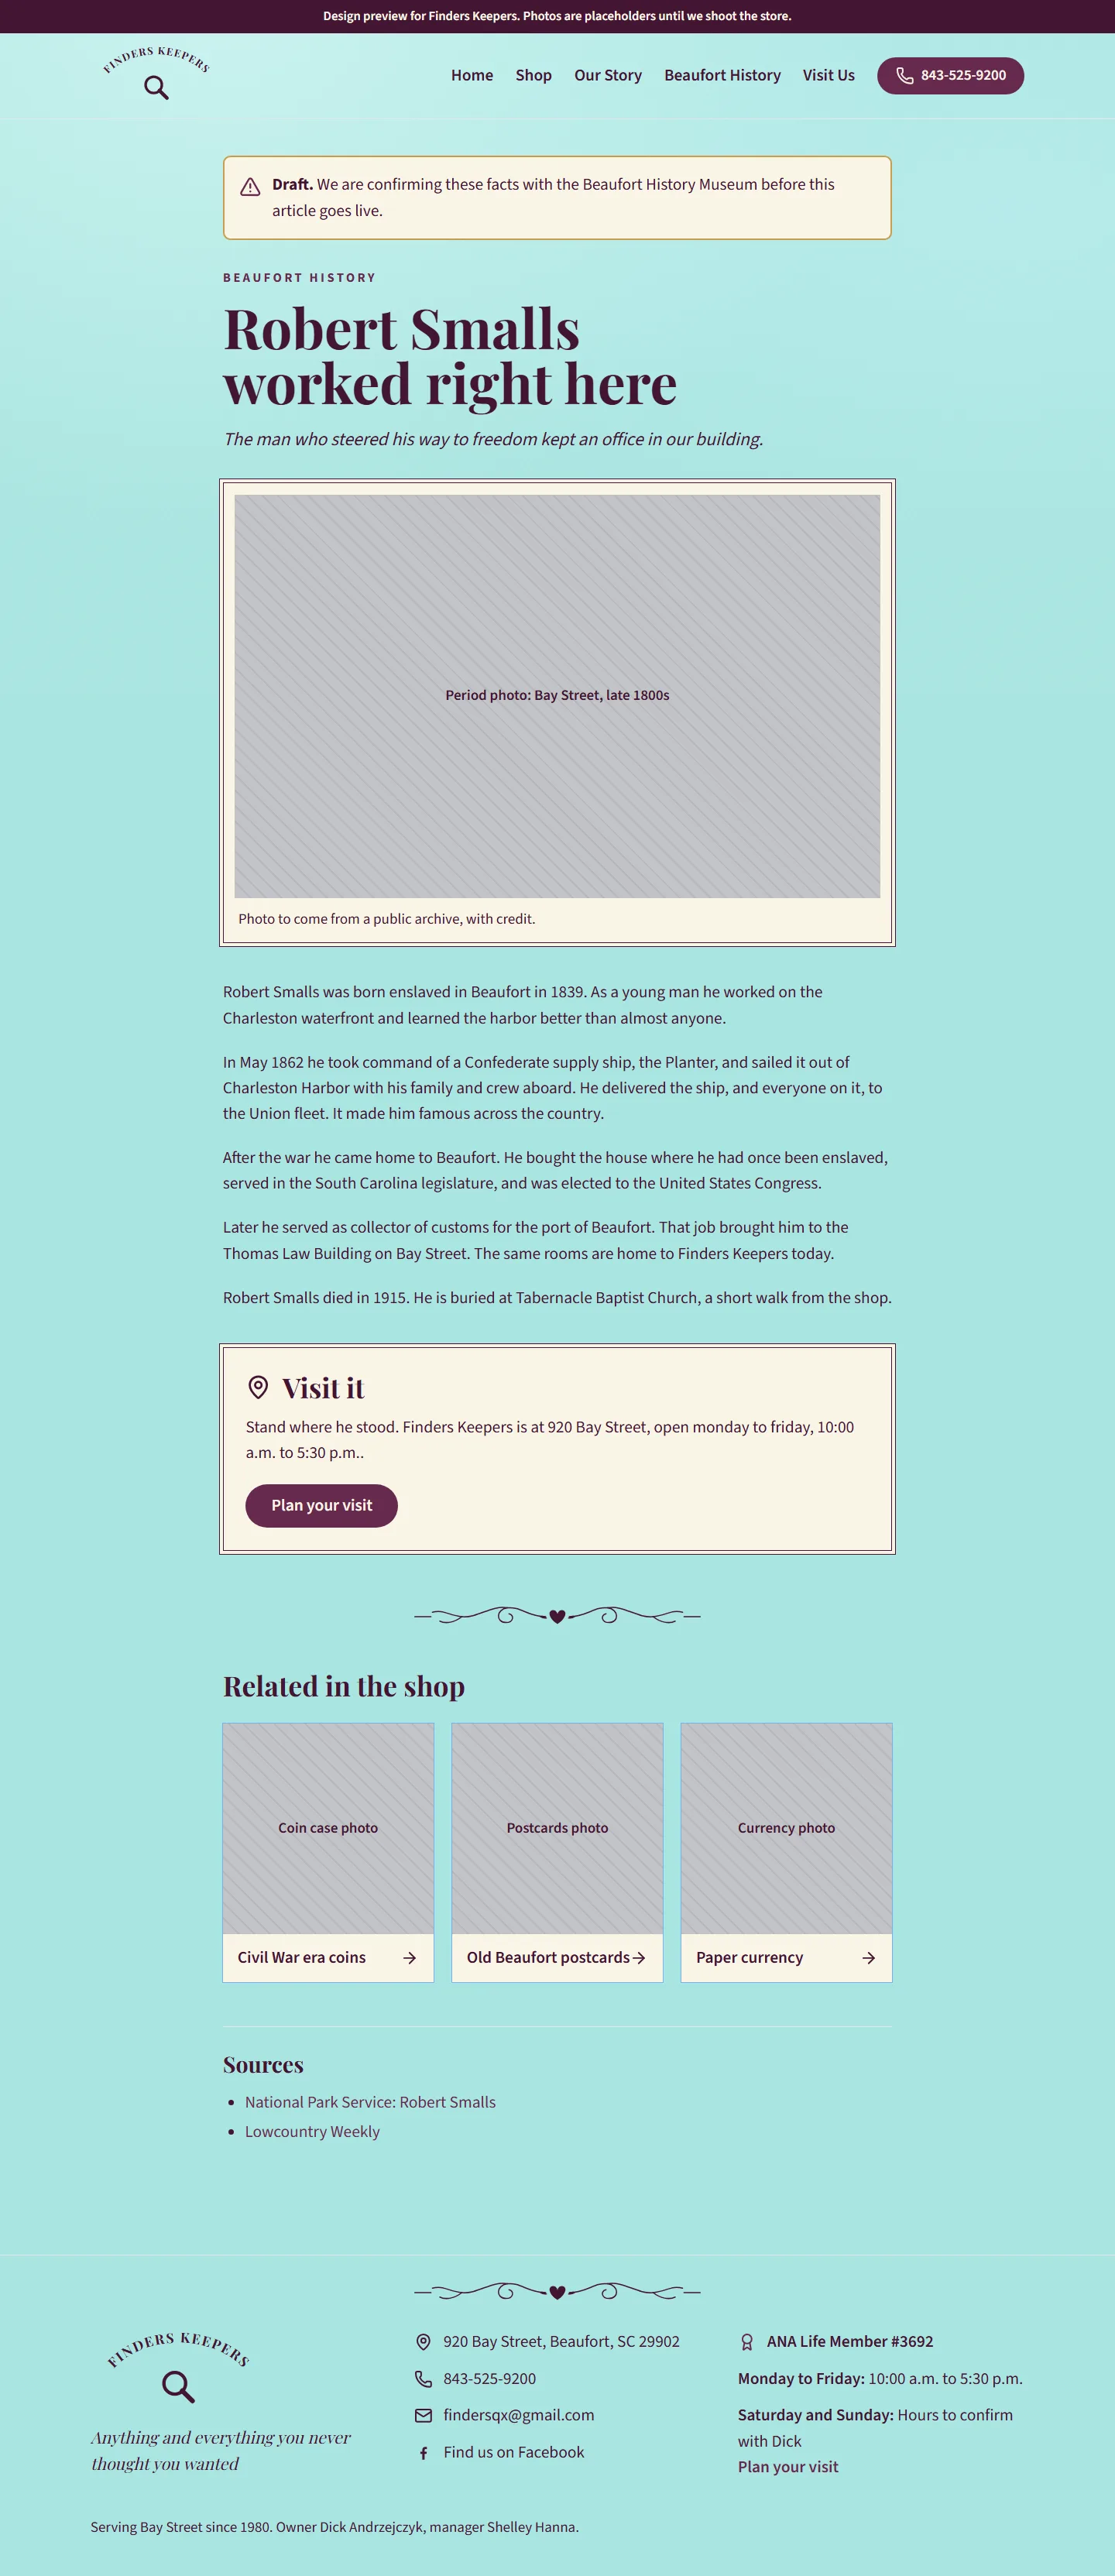 Design preview for Finders Keepers. Photos are placeholders until we shoot the store.
FINDERS KEEPERS
Home
Shop
Our Story
Beaufort History
Visit Us
843-525-9200
Draft. We are confirming these facts with the Beaufort History Museum before this
article goes live.
BEAUFORT HISTORY
Robert Smalls
worked right here
The man who steered his way to freedom kept an office in our building.
Period photo: Bay Street, late 1800s
Photo to come from a public archive, with credit.
Robert Smalls was born enslaved in Beaufort in 1839. As a young man he worked on the
Charleston waterfront and learned the harbor better than almost anyone.
In May 1862 he took command of a Confederate supply ship, the Planter, and sailed it out of
Charleston Harbor with his family and crew aboard. He delivered the ship, and everyone on it, to
the Union fleet. It made him famous across the country.
After the war he came home to Beaufort. He bought the house where he had once been enslaved,
served in the South Carolina legislature, and was elected to the United States Congress.
Later he served as collector of customs for the port of Beaufort. That job brought him to the
Thomas Law Building on Bay Street. The same rooms are home to Finders Keepers today.
Robert Smalls died in 1915. He is buried at Tabernacle Baptist Church, a short walk from the shop.
Visit it
Stand where he stood. Finders Keepers is at 920 Bay Street, open monday to friday, 10:00
a.m. to 5:30 p.m..
Plan your visit
Related in the shop
Coin case photo
Civil War era coins
Postcards photo
Old Beaufort postcards
Currency photo
Paper currency
Sources
National Park Service: Robert Smalls
Lowcountry Weekly
FINDERS KEEPERS
Anything and everything you never
thought you wanted
920 Bay Street, Beaufort, SC 29902
843-525-9200
findersqx@gmail.com
Find us on Facebook
ANA Life Member #3692
Monday to Friday: 10:00 a.m. to 5:30 p.m.
Saturday and Sunday: Hours to confirm
with Dick
Plan your visit
Serving Bay Street since 1980. Owner Dick Andrzejczyk, manager Shelley Hanna.